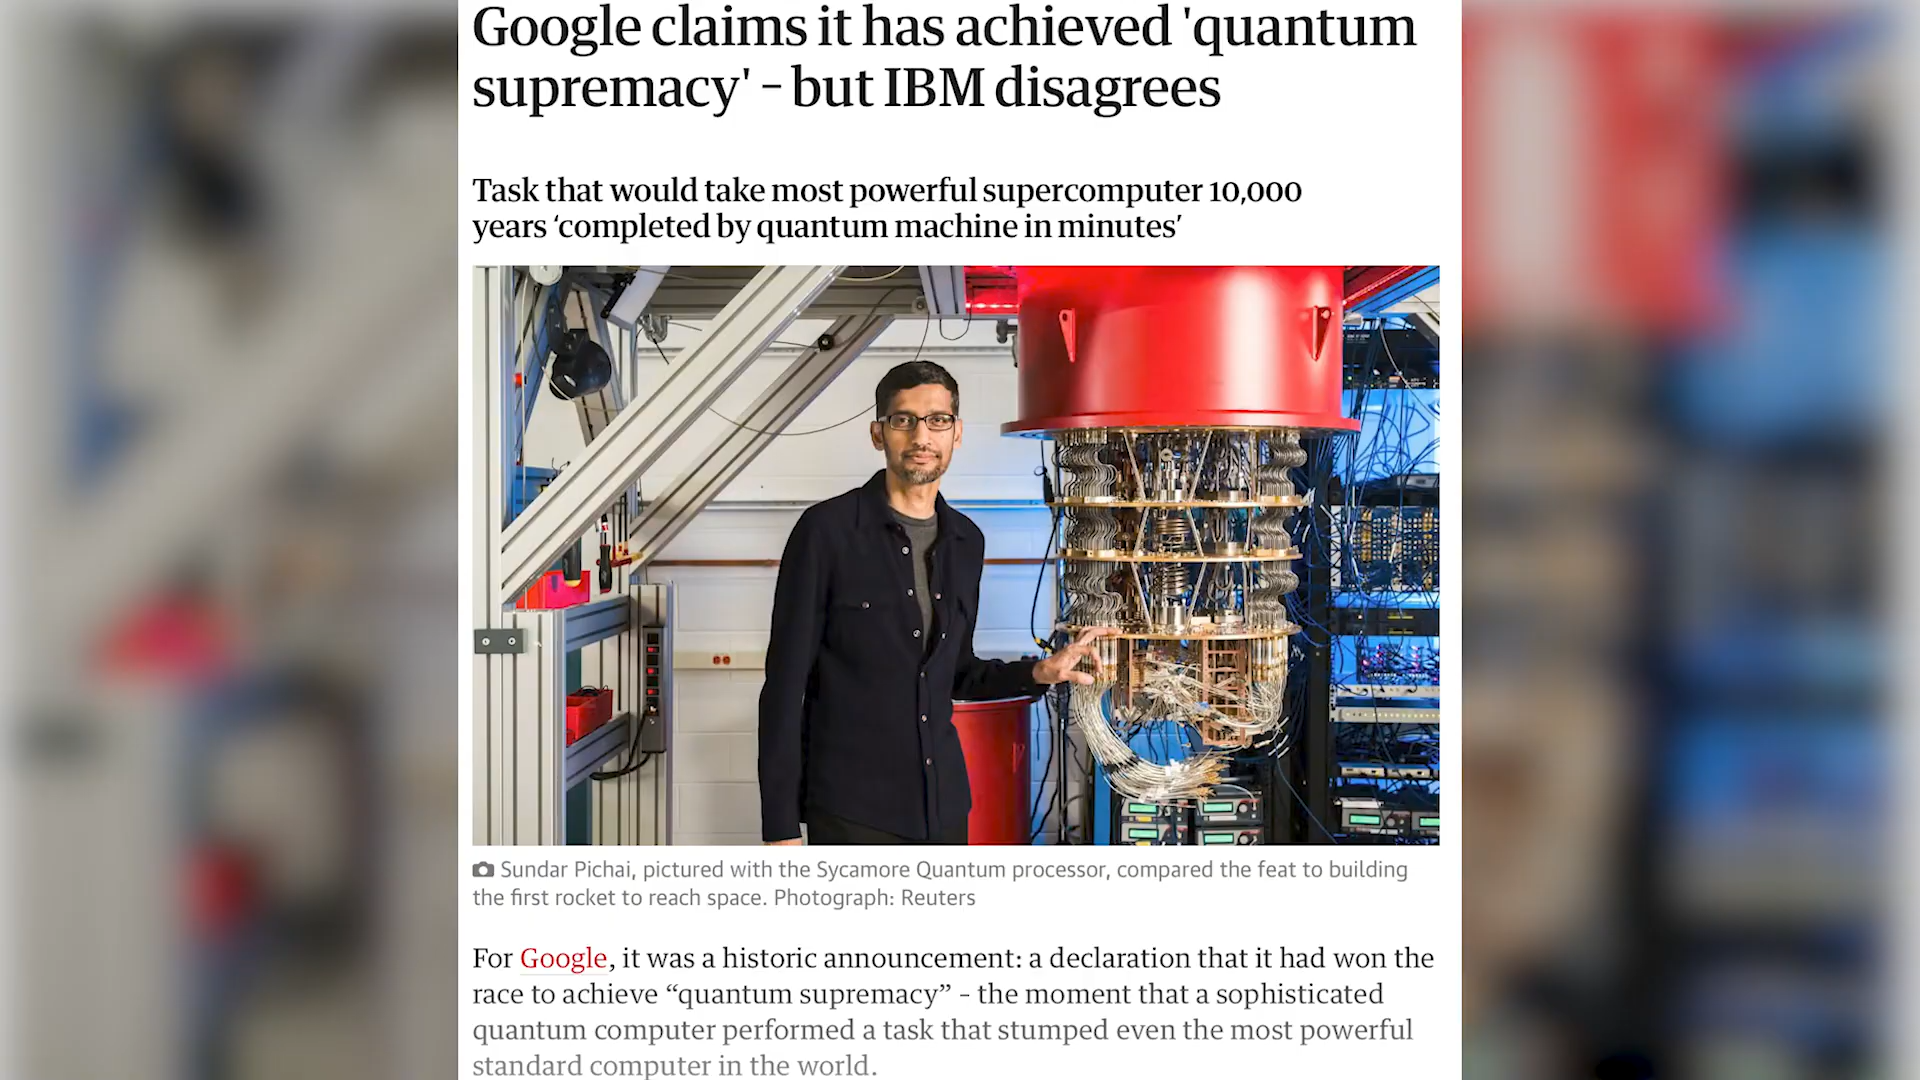 Google claims it has achieved 'quantum
supremacy' – but IBM disagrees
Task that would take most powerful supercomputer 10,000
years ‘completed by quantum machine in minutes’
Sundar Pichai, pictured with the Sycamore Quantum processor, compared the feat to building
the first rocket to reach space. Photograph: Reuters
For Google, it was a historic announcement: a declaration that it had won the
race to achieve “quantum supremacy” – the moment that a sophisticated
quantum computer performed a task that stumped even the most powerful
standard computer in the world.